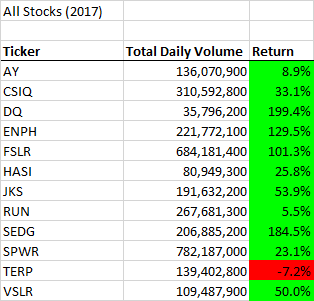 All Stocks (2017)
Ticker Total Daily Volume Return
AY 136,070,900 8.9%
CSIQ 310,592,800 33.1%
DQ 35,796,200 199.4%
ENPH 221,772,100 129.5%
FSLR 684,181,400 101.3%
HASI 80,949,300 25.8%
JKS 191,632,200 53.9%
RUN 267,681,300 5.5%
SEDG 206,885,200 184.5%
SPWR 782,187,000 23.1%
TERP 139,402,800 -7.2%
VSLR 109,487,900 50.0%